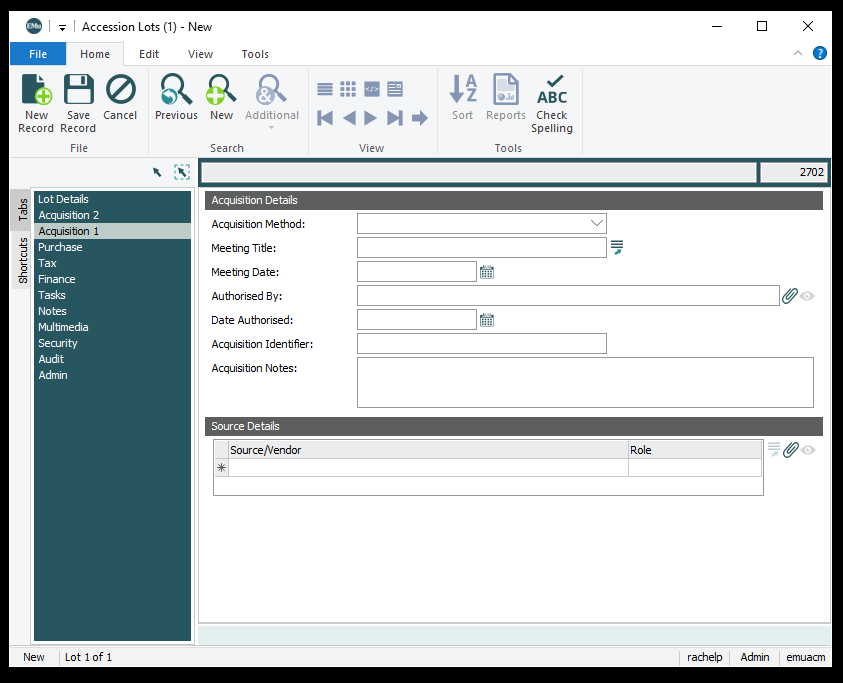 EMu Accession Lots (1) - New
File Home Edit View Tools
?
New Record
Save Record
Cancel
Previous
New
Additional
Sort
Reports
ABC Check Spelling
File Search View Tools
2702
Tabs
Shortcuts
Lot Details
Acquisition 2
Acquisition 1
Purchase
Tax
Finance
Tasks
Notes
Multimedia
Security
Audit
Admin
Acquisition Details
Acquisition Method:
Meeting Title:
Meeting Date:
Authorised By:
Date Authorised:
Acquisition Identifier:
Acquisition Notes:
Source Details
Source/Vendor Role
New Lot 1 of 1 rachelp Admin emuacm